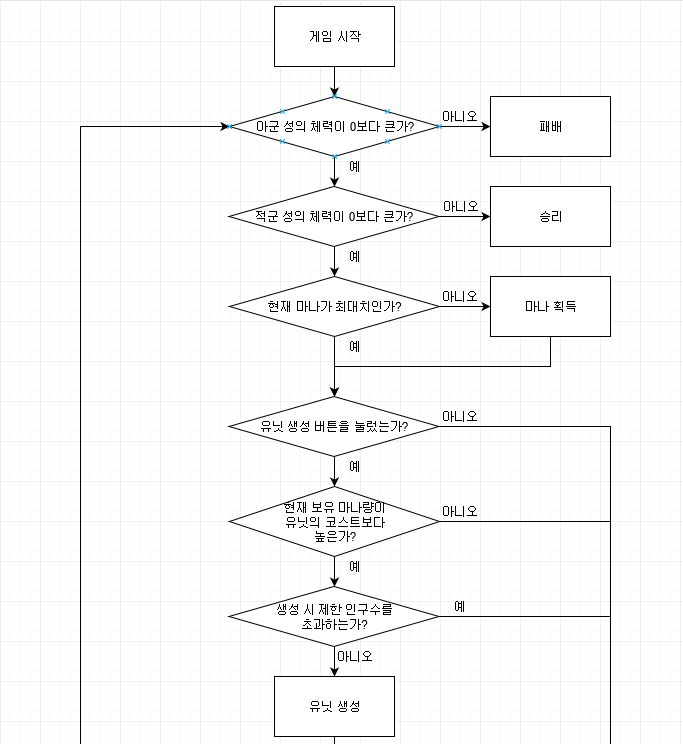 게임 시작
아군 성의 체력이 0보다 큰가?
아니오
패배
예
적군 성의 체력이 0보다 큰가?
아니오
승리
예
현재 마나가 최대치인가?
아니오
마나 획득
예
유닛 생성 버튼을 눌렀는가?
아니오
예
현재 보유 마나량이
유닛의 코스트보다
높은가?
아니오
예
생성 시 제한 인구수를
초과하는가?
예
아니오
유닛 생성